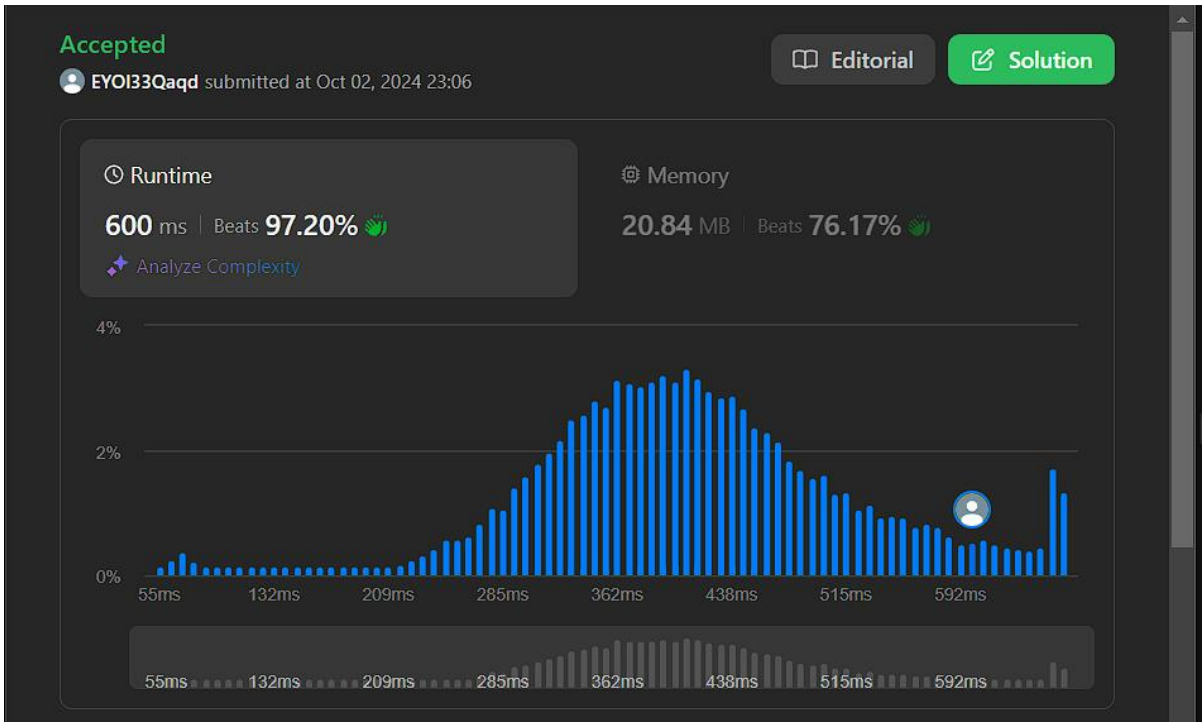 Accepted
EYOI33Qaqd submitted at Oct 02, 2024 23:06
Editorial
Solution
Runtime
600 ms | Beats 97.20%
Analyze Complexity
Memory
20.84 MB | Beats 76.17%
4%
2%
0%
55ms 132ms 209ms 285ms 362ms 438ms 515ms 592ms
55ms 132ms 209ms 285ms 362ms 438ms 515ms 592ms